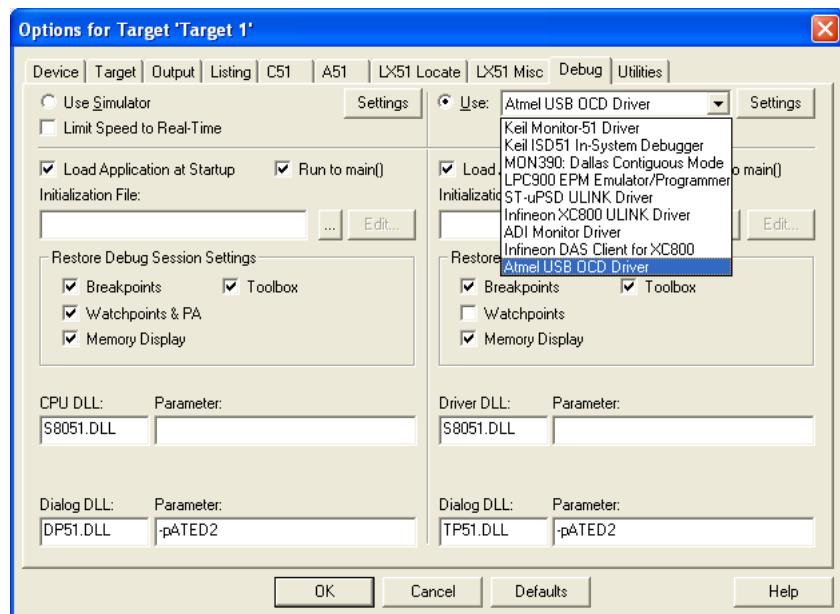 Options for Target 'Target 1'
Device Target Output Listing C51 A51 LX51 Locate LX51 Misc Debug Utilities
Use Simulator Settings
Limit Speed to Real-Time
Use: Atmel USB OCD Driver Settings
Keil Monitor-51 Driver
Keil ISD51 In-System Debugger
MON390: Dallas Contiguous Mode
LPC900 EPM Emulator/Programmer
ST-uPSD ULINK Driver
Infineon XC800 ULINK Driver
ADI Monitor Driver
Infineon DAS Client for XC800
Atmel USB OCD Driver
Load Application at Startup Run to main()
Initialization File:
... Edit...
Load
o main()
Initializatio
Edit...
Restore Debug Session Settings
Breakpoints Toolbox
Watchpoints & PA
Memory Display
Restore
Breakpoints Toolbox
Watchpoints
Memory Display
CPU DLL: Parameter:
S8051.DLL
Driver DLL: Parameter:
S8051.DLL
Dialog DLL: Parameter:
DP51.DLL -pATED2
Dialog DLL: Parameter:
TP51.DLL -pATED2
OK Cancel Defaults Help